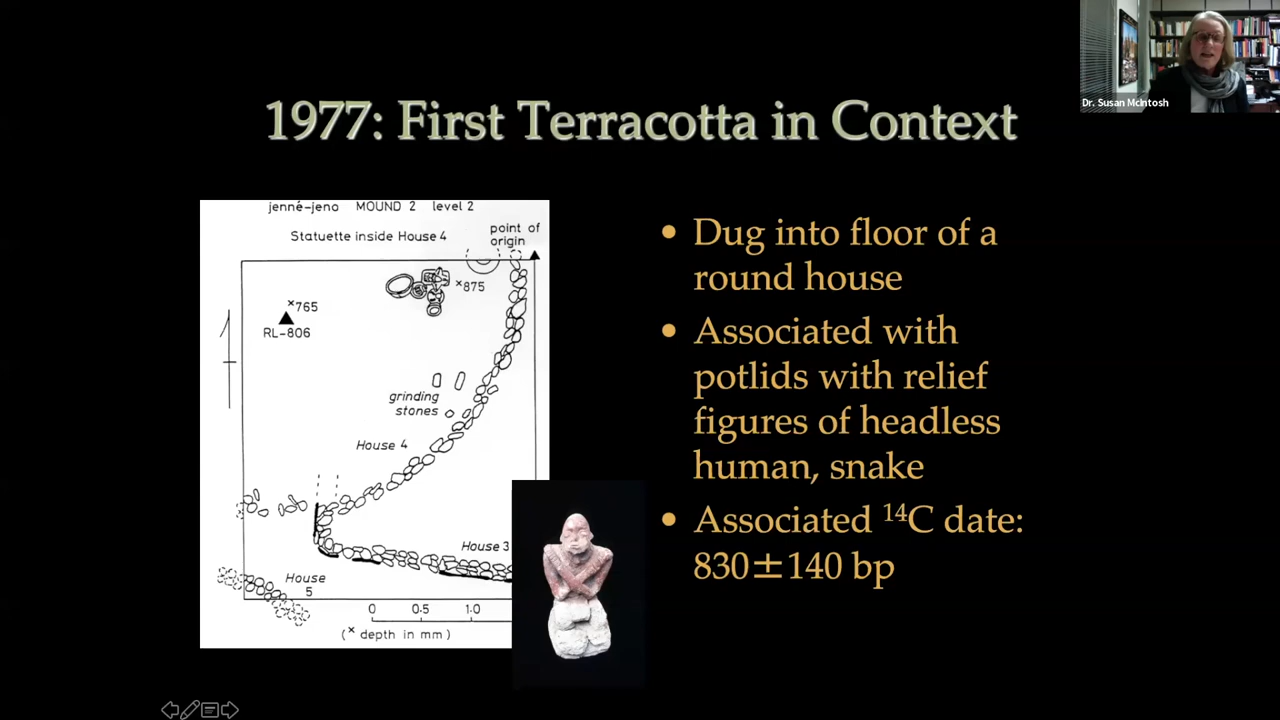 Dr. Susan McIntosh
1977: First Terracotta in Context
jenné-jeno MOUND 2 level 2
Statuette inside House 4
point of
origin
×875
×765
RL-806
grinding
stones
House 4
House 3
House
5
0 0·5 1·0
(× depth in mm)
• Dug into floor of a
round house
• Associated with
potlids with relief
figures of headless
human, snake
• Associated ¹⁴C date:
830±140 bp